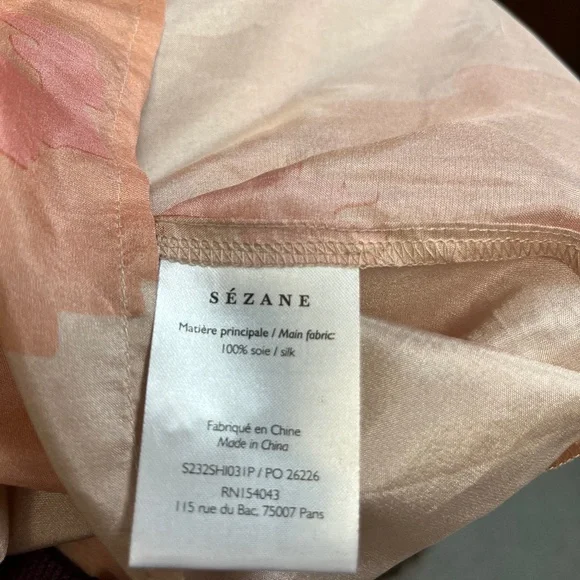 SÉZANE
Matière principale / Main fabric:
100% soie / silk
Fabriqué en Chine
Made in China
S232SHI031P / PO 26226
RN154043
115 rue du Bac, 75007 Paris